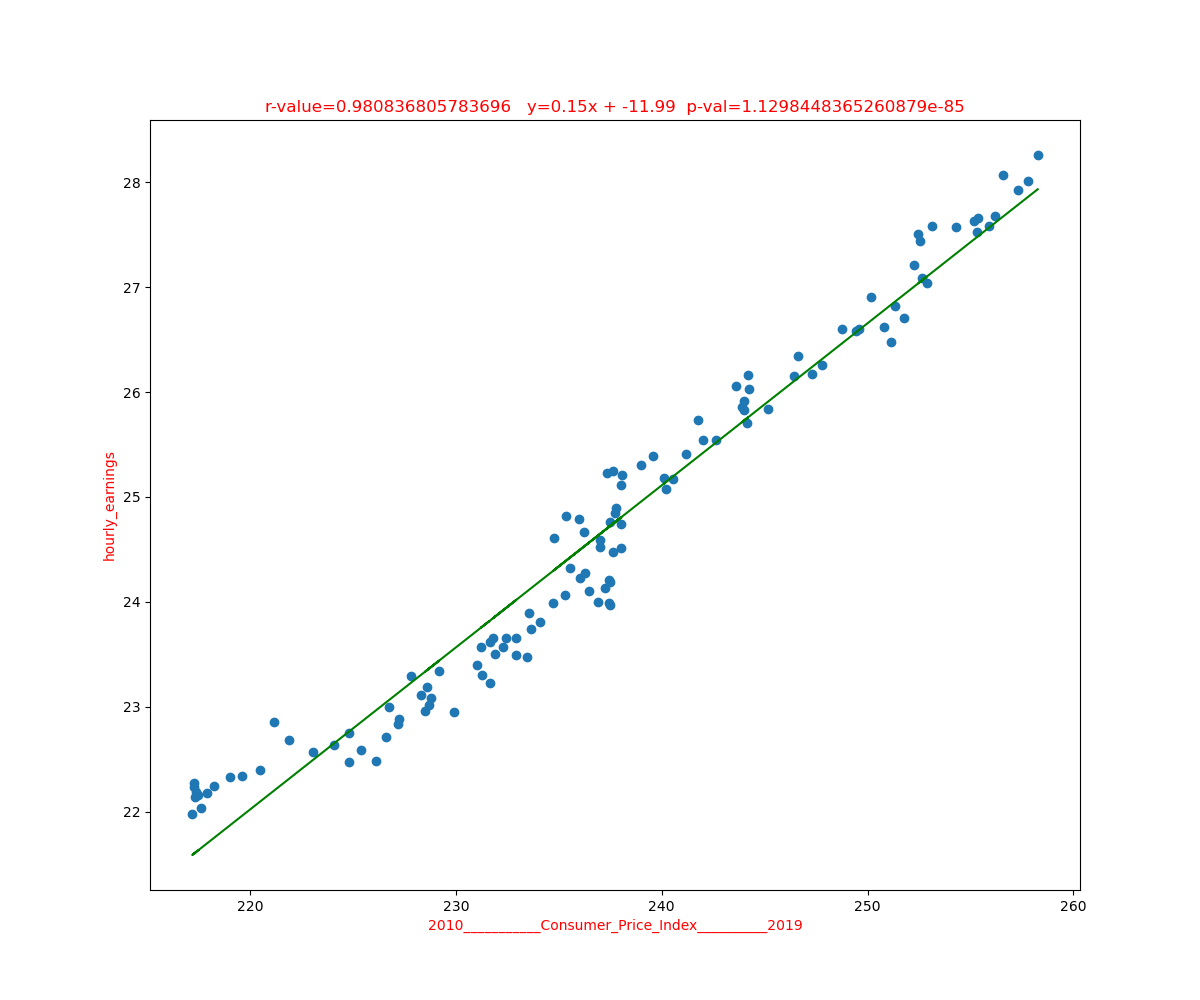 r-value=0.980836805783696   y=0.15x + -11.99  p-val=1.1298448365260879e-85
28
27
26
25
24
23
22
hourly_earnings
220 230 240 250 260
2010___________Consumer_Price_Index__________2019